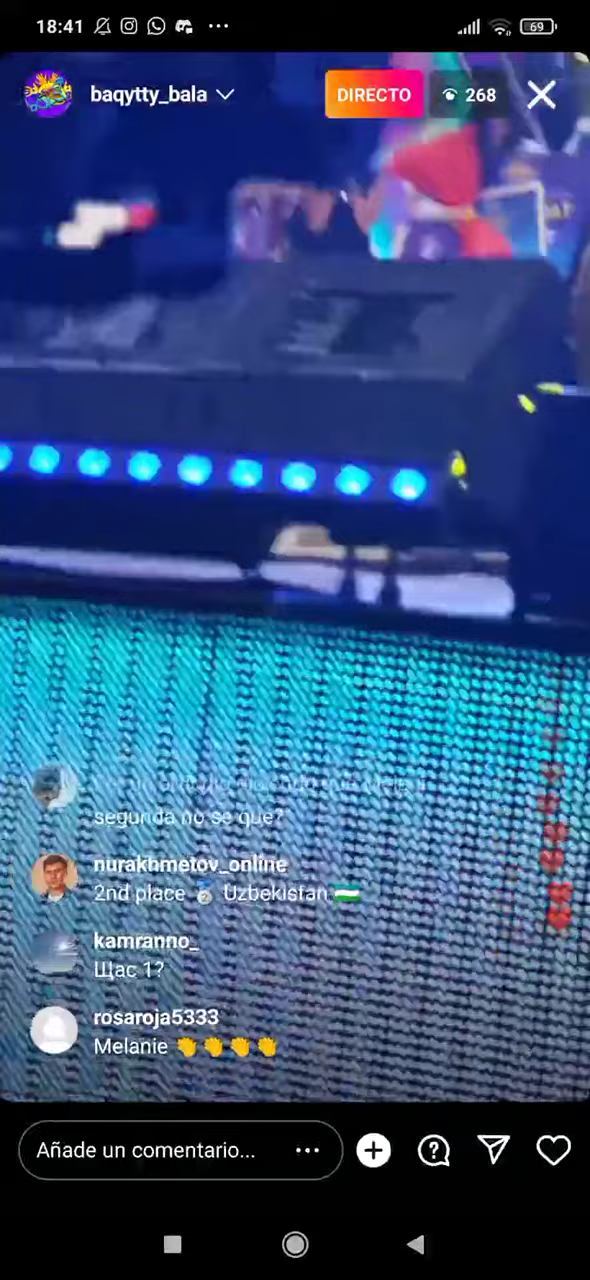 18:41
69
baqytty_bala
DIRECTO
268
segunda no se que?
nurakhmetov_online
2nd place 🥈 Uzbekistan 🇺🇿
kamranno_
Щас 1?
rosaroja5333
Melanie 👏👏👏👏
Añade un comentario...